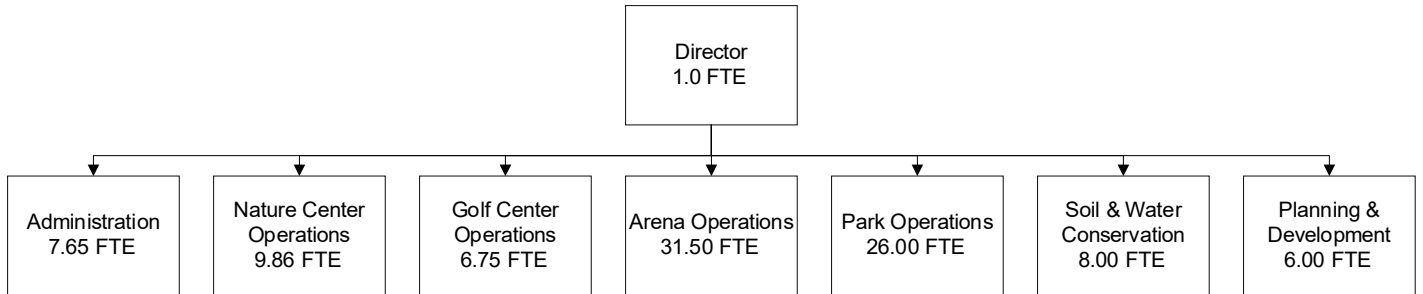 Director
1.0 FTE
Administration
7.65 FTE
Nature Center
Operations
9.86 FTE
Golf Center
Operations
6.75 FTE
Arena Operations
31.50 FTE
Park Operations
26.00 FTE
Soil & Water
Conservation
8.00 FTE
Planning &
Development
6.00 FTE